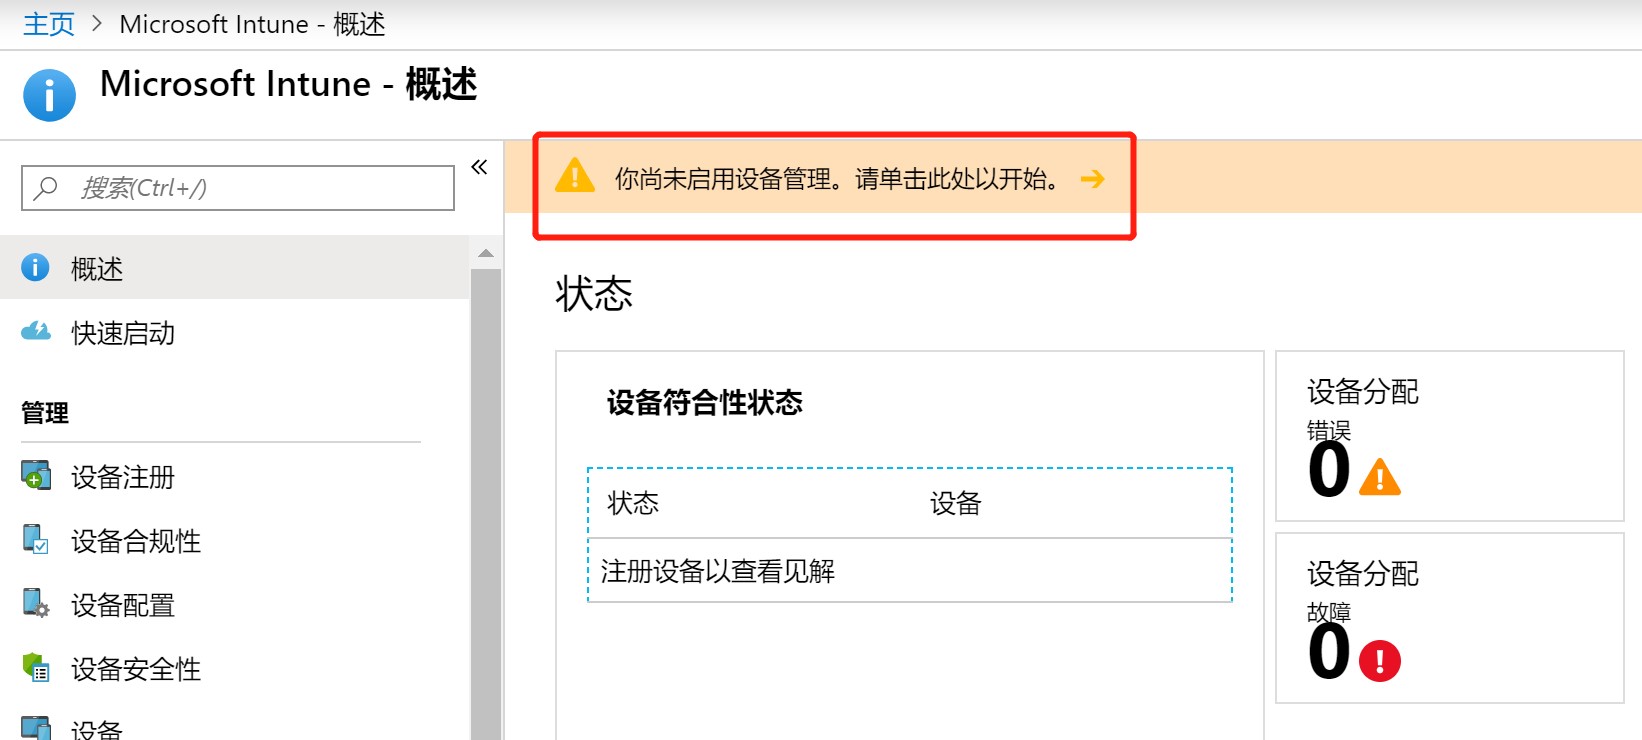 主页 > Microsoft Intune - 概述
Microsoft Intune - 概述
搜索(Ctrl+/)
«
概述
快速启动
管理
设备注册
设备合规性
设备配置
设备安全性
设备
你尚未启用设备管理。请单击此处以开始。 →
状态
设备符合性状态
状态 设备
注册设备以查看见解
设备分配
错误
0
设备分配
故障
0